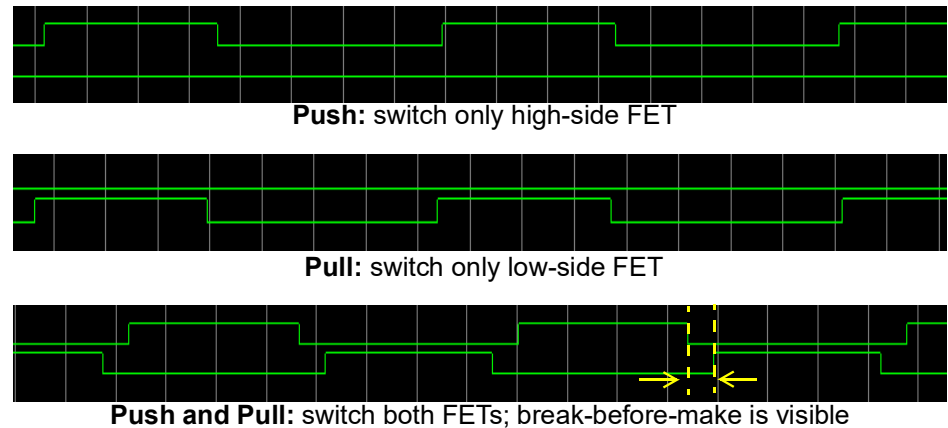 Push: switch only high-side FET
Pull: switch only low-side FET
Push and Pull: switch both FETs; break-before-make is visible